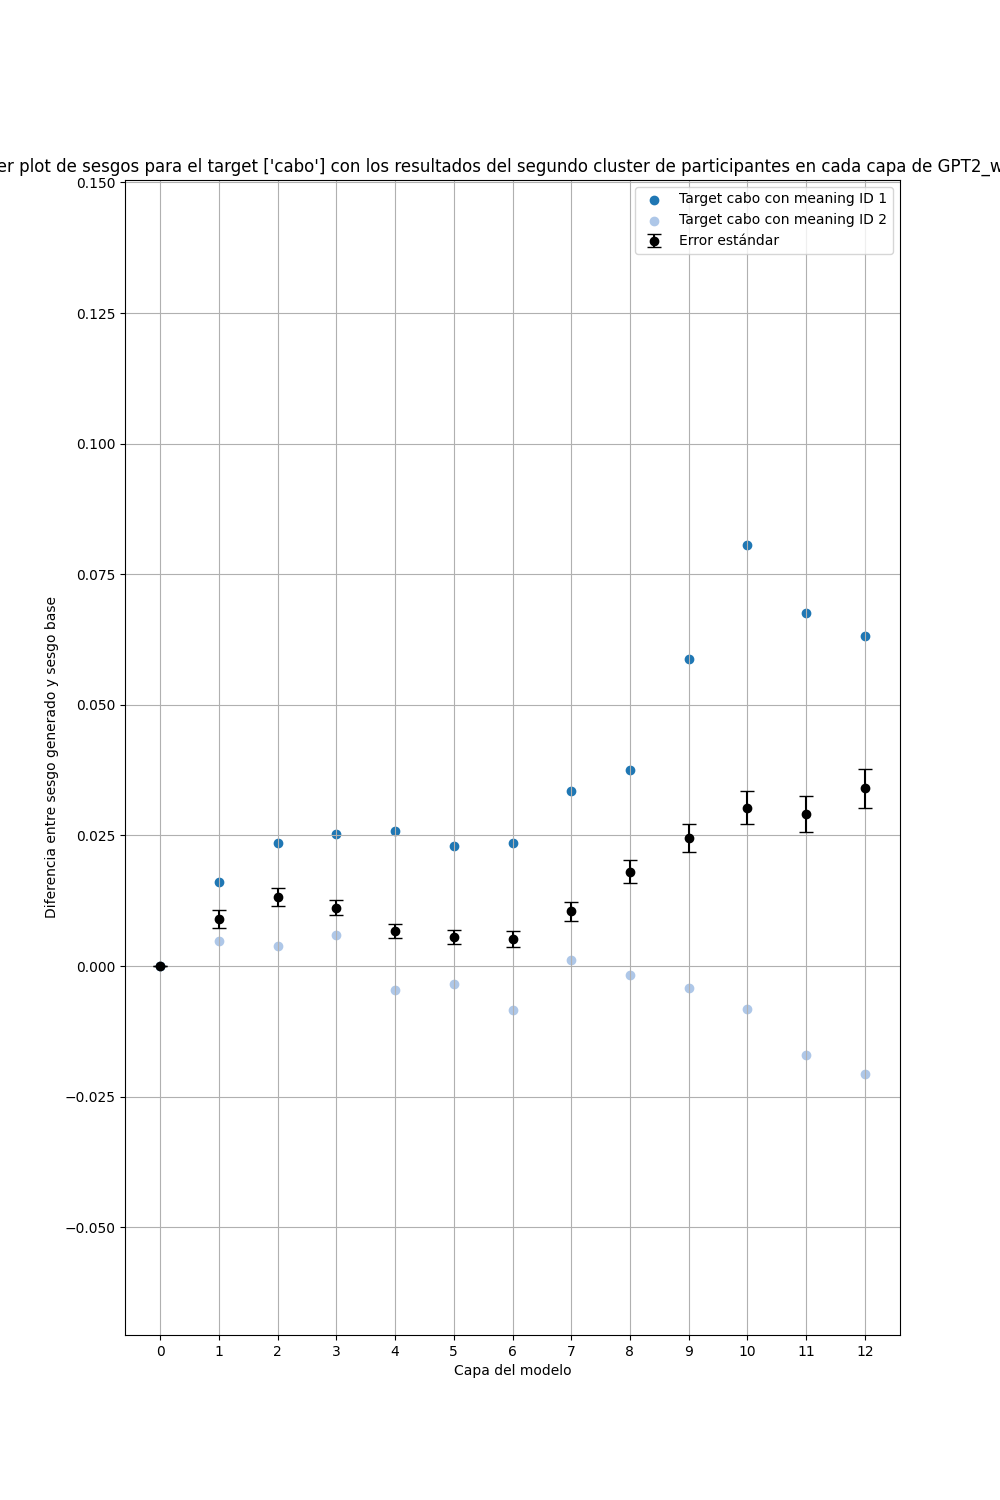 er plot de sesgos para el target ['cabo'] con los resultados del segundo cluster de participantes en cada capa de GPT2_w
Target cabo con meaning ID 1
Target cabo con meaning ID 2
Error estándar
0.150
0.125
0.100
0.075
0.050
0.025
0.000
−0.025
−0.050
Diferencia entre sesgo generado y sesgo base
0 1 2 3 4 5 6 7 8 9 10 11 12
Capa del modelo